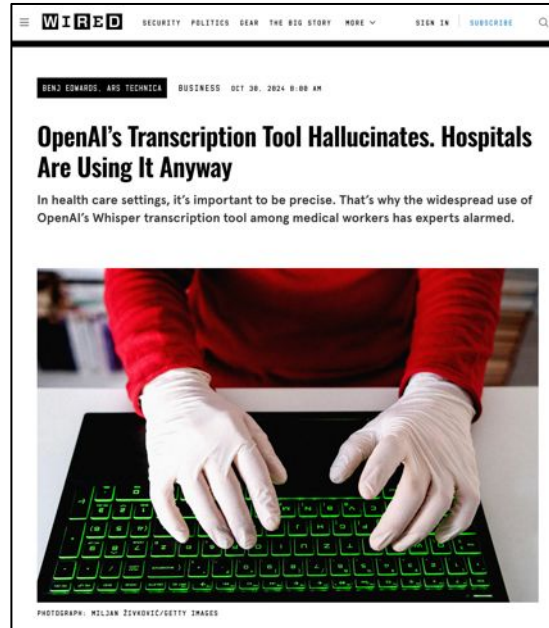 WIRED SECURITY POLITICS GEAR THE BIG STORY MORE SIGN IN SUBSCRIBE
BENJ EDWARDS, ARS TECHNICA BUSINESS OCT 30, 2024 8:00 AM
OpenAI's Transcription Tool Hallucinates. Hospitals
Are Using It Anyway
In health care settings, it's important to be precise. That's why the widespread use of
OpenAI's Whisper transcription tool among medical workers has experts alarmed.
PHOTOGRAPH: MILJAN ŽIVKOVIĆ/GETTY IMAGES